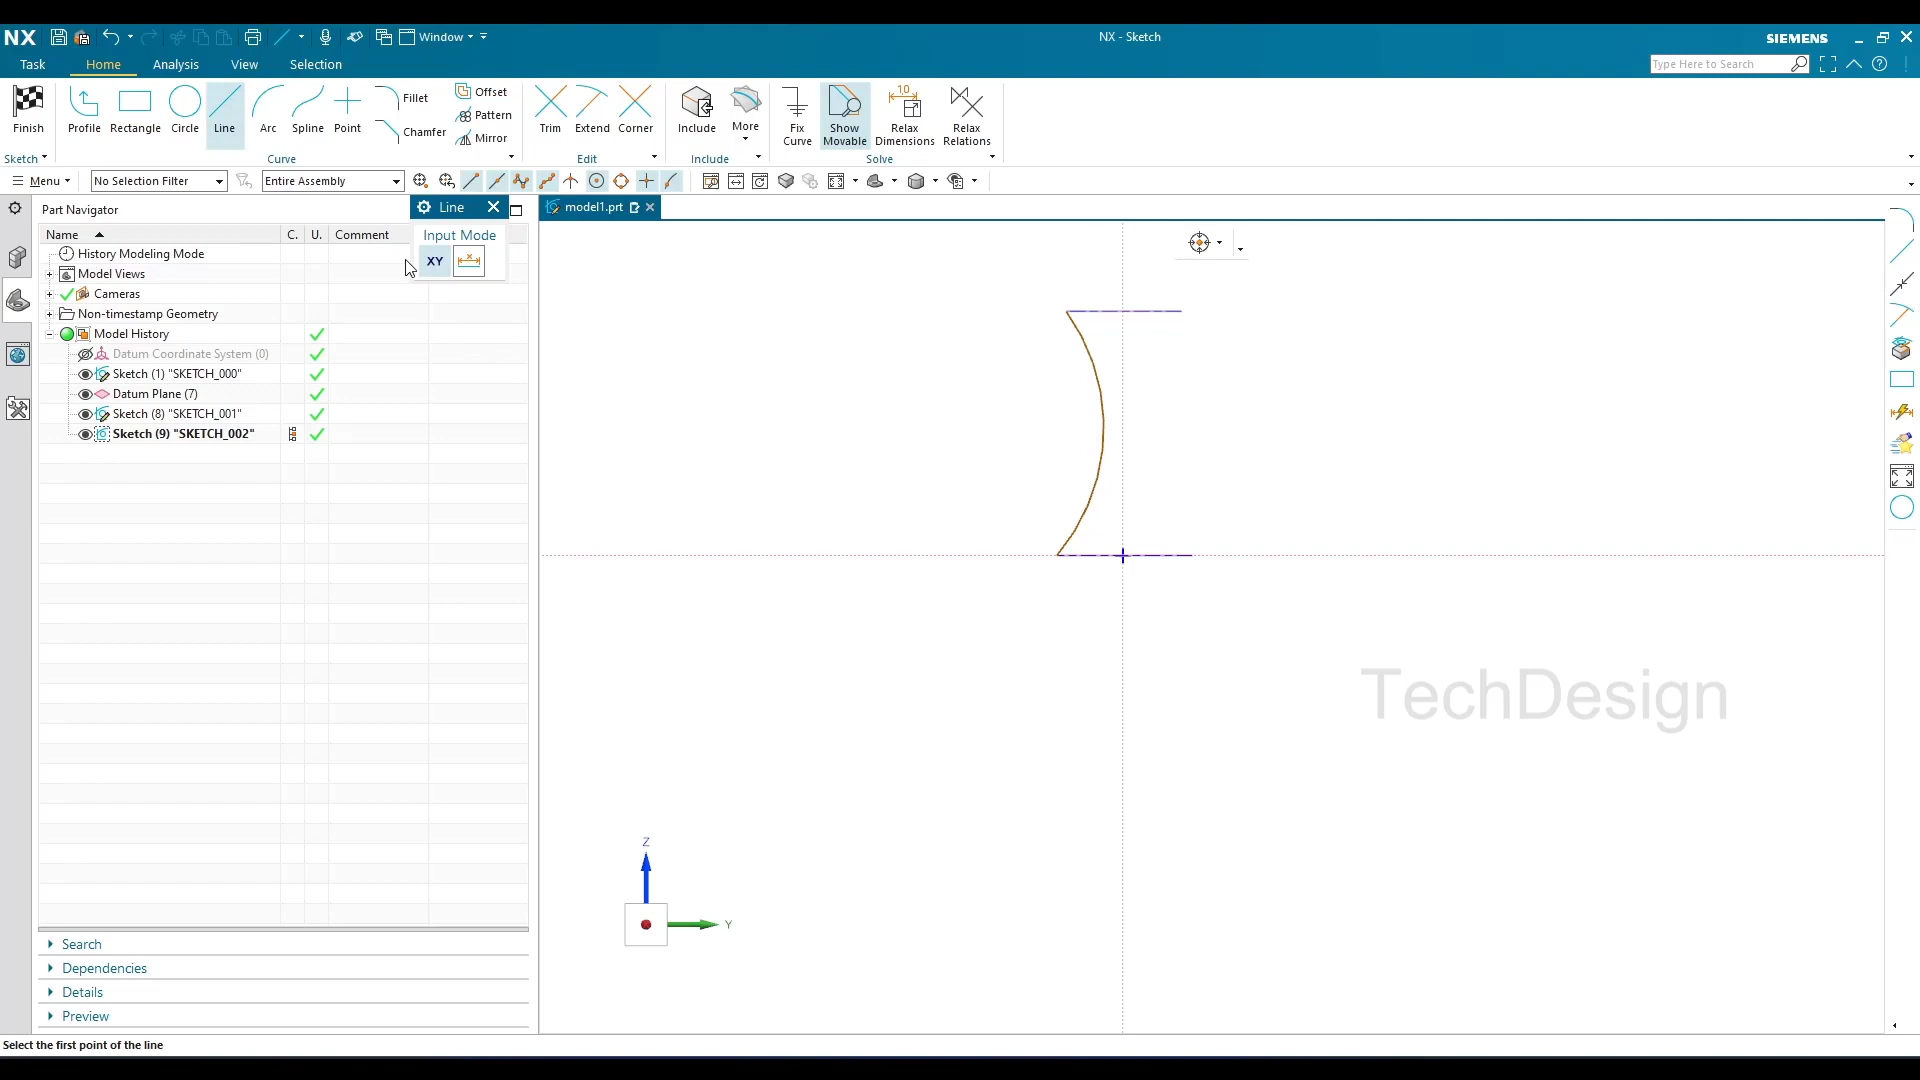 NX
Window
NX - Sketch
SIEMENS
Task
Home
Analysis
View
Selection
Type Here to Search
Finish
Profile
Rectangle
Circle
Line
Arc
Spline
Point
Fillet
Chamfer
Offset
Pattern
Mirror
Trim
Extend
Corner
Include
More
Fix
Curve
Show
Movable
1,0
Relax
Dimensions
Relax
Relations
Sketch
Curve
Edit
Include
Solve
Menu
No Selection Filter
Entire Assembly
Part Navigator
Line
model1.prt
Name
C.
U.
Comment
Input Mode
XY
History Modeling Mode
Model Views
Cameras
Non-timestamp Geometry
Model History
Datum Coordinate System (0)
Sketch (1) "SKETCH_000"
Datum Plane (7)
Sketch (8) "SKETCH_001"
Sketch (9) "SKETCH_002"
TechDesign
Z
Y
Search
Dependencies
Details
Preview
Select the first point of the line